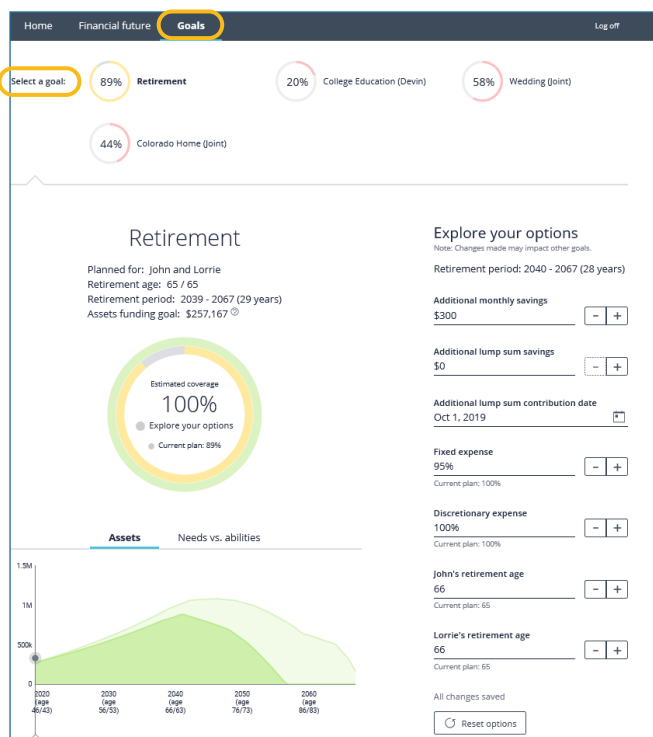 Home Financial future Goals Log off
Select a goal: 89% Retirement 20% College Education (Devin) 58% Wedding (Joint)
44% Colorado Home (Joint)
Retirement
Planned for: John and Lorrie
Retirement age: 65 / 65
Retirement period: 2039 - 2067 (29 years)
Assets funding goal: $257,167 ?
Estimated coverage
100%
Explore your options
Current plan: 89%
Assets Needs vs. abilities
1.5M
1M
500k
0
2020 (age 46/43)
2030 (age 56/53)
2040 (age 66/63)
2050 (age 76/73)
2060 (age 86/83)
Explore your options
Note: Changes made may impact other goals.
Retirement period: 2040 - 2067 (28 years)
Additional monthly savings
$300 - +
Additional lump sum savings
$0 - +
Additional lump sum contribution date
Oct 1, 2019
Fixed expense
95% - +
Current plan: 100%
Discretionary expense
100% - +
Current plan: 100%
John's retirement age
66 - +
Current plan: 65
Lorrie's retirement age
66 - +
Current plan: 65
All changes saved
Reset options